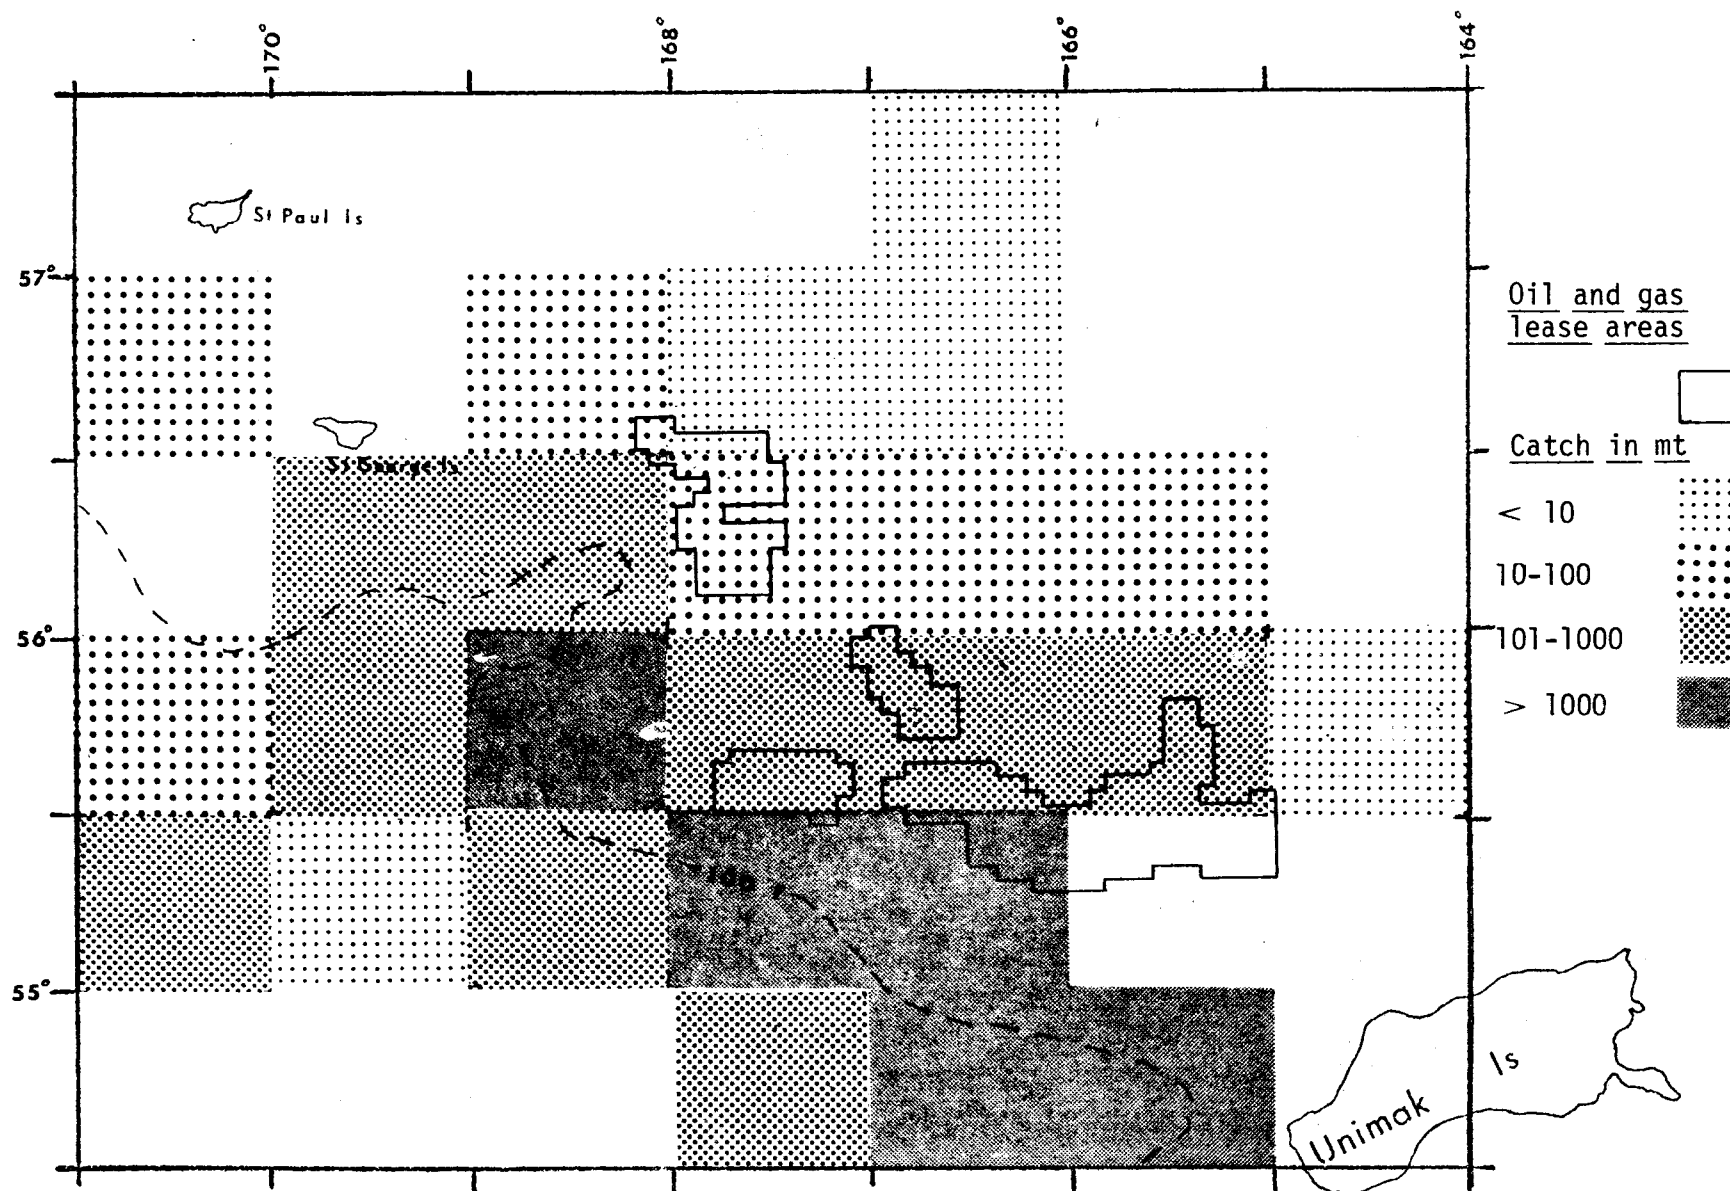 170°
168°
166°
164°
St Paul Is
57°
Oil and gas
lease areas
St George Is
Catch in mt
< 10
10-100
56°
101-1000
> 1000
55°
Unimak Is